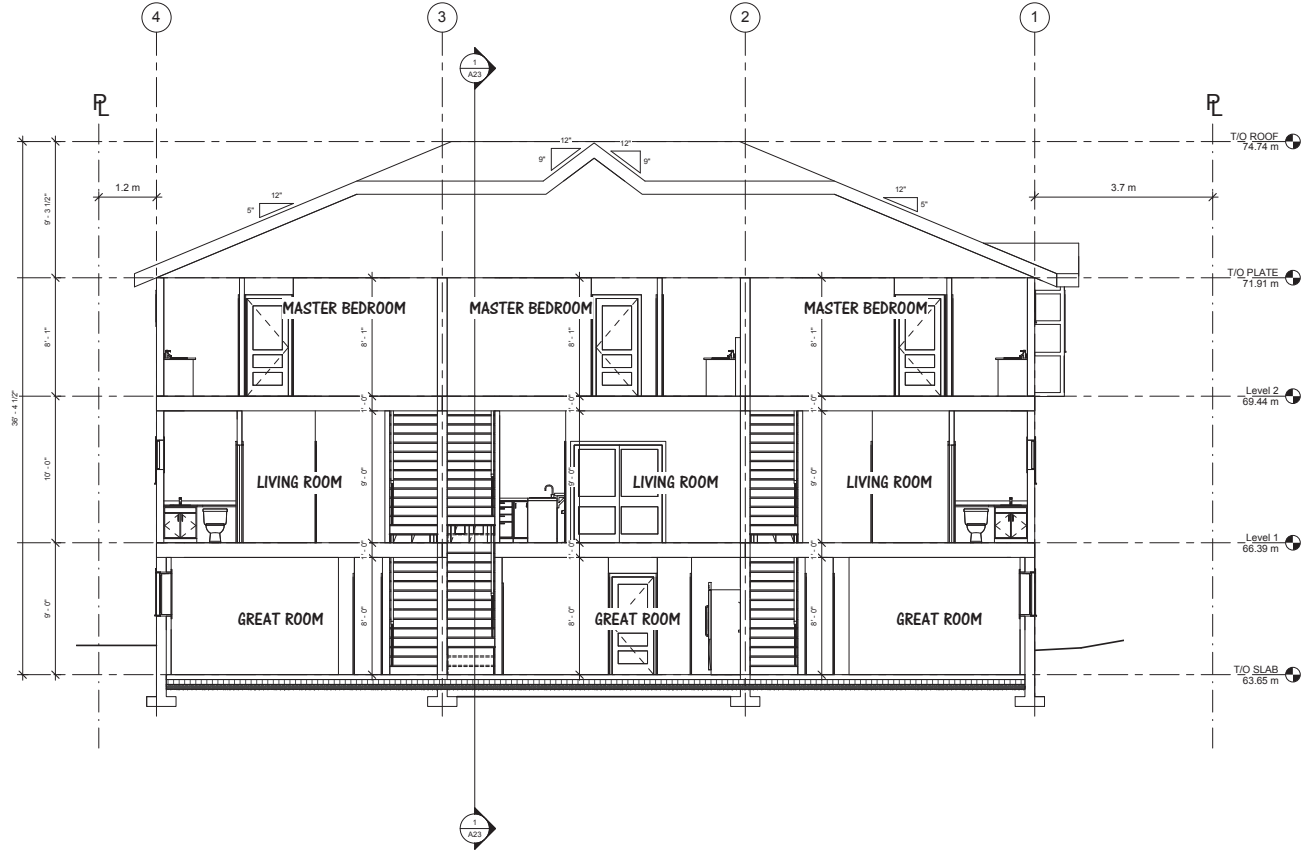 4
3
2
1
1
A23
PL
PL
T/O ROOF
74.74 m
12"
12"
9"
9"
1.2 m
3.7 m
12"
5"
12"
5"
9' - 3 1/2"
T/O PLATE
71.91 m
MASTER BEDROOM
MASTER BEDROOM
MASTER BEDROOM
8' - 1"
8' - 1"
8' - 1"
8' - 1"
Level 2
69.44 m
1' - 0"
1' - 0"
1' - 0"
36' - 4 1/2"
10' - 0"
LIVING ROOM
9' - 0"
9' - 0"
LIVING ROOM
9' - 0"
LIVING ROOM
Level 1
66.39 m
1' - 0"
1' - 0"
1' - 0"
9' - 0"
GREAT ROOM
8' - 0"
8' - 0"
GREAT ROOM
8' - 0"
GREAT ROOM
T/O SLAB
63.65 m
1
A23